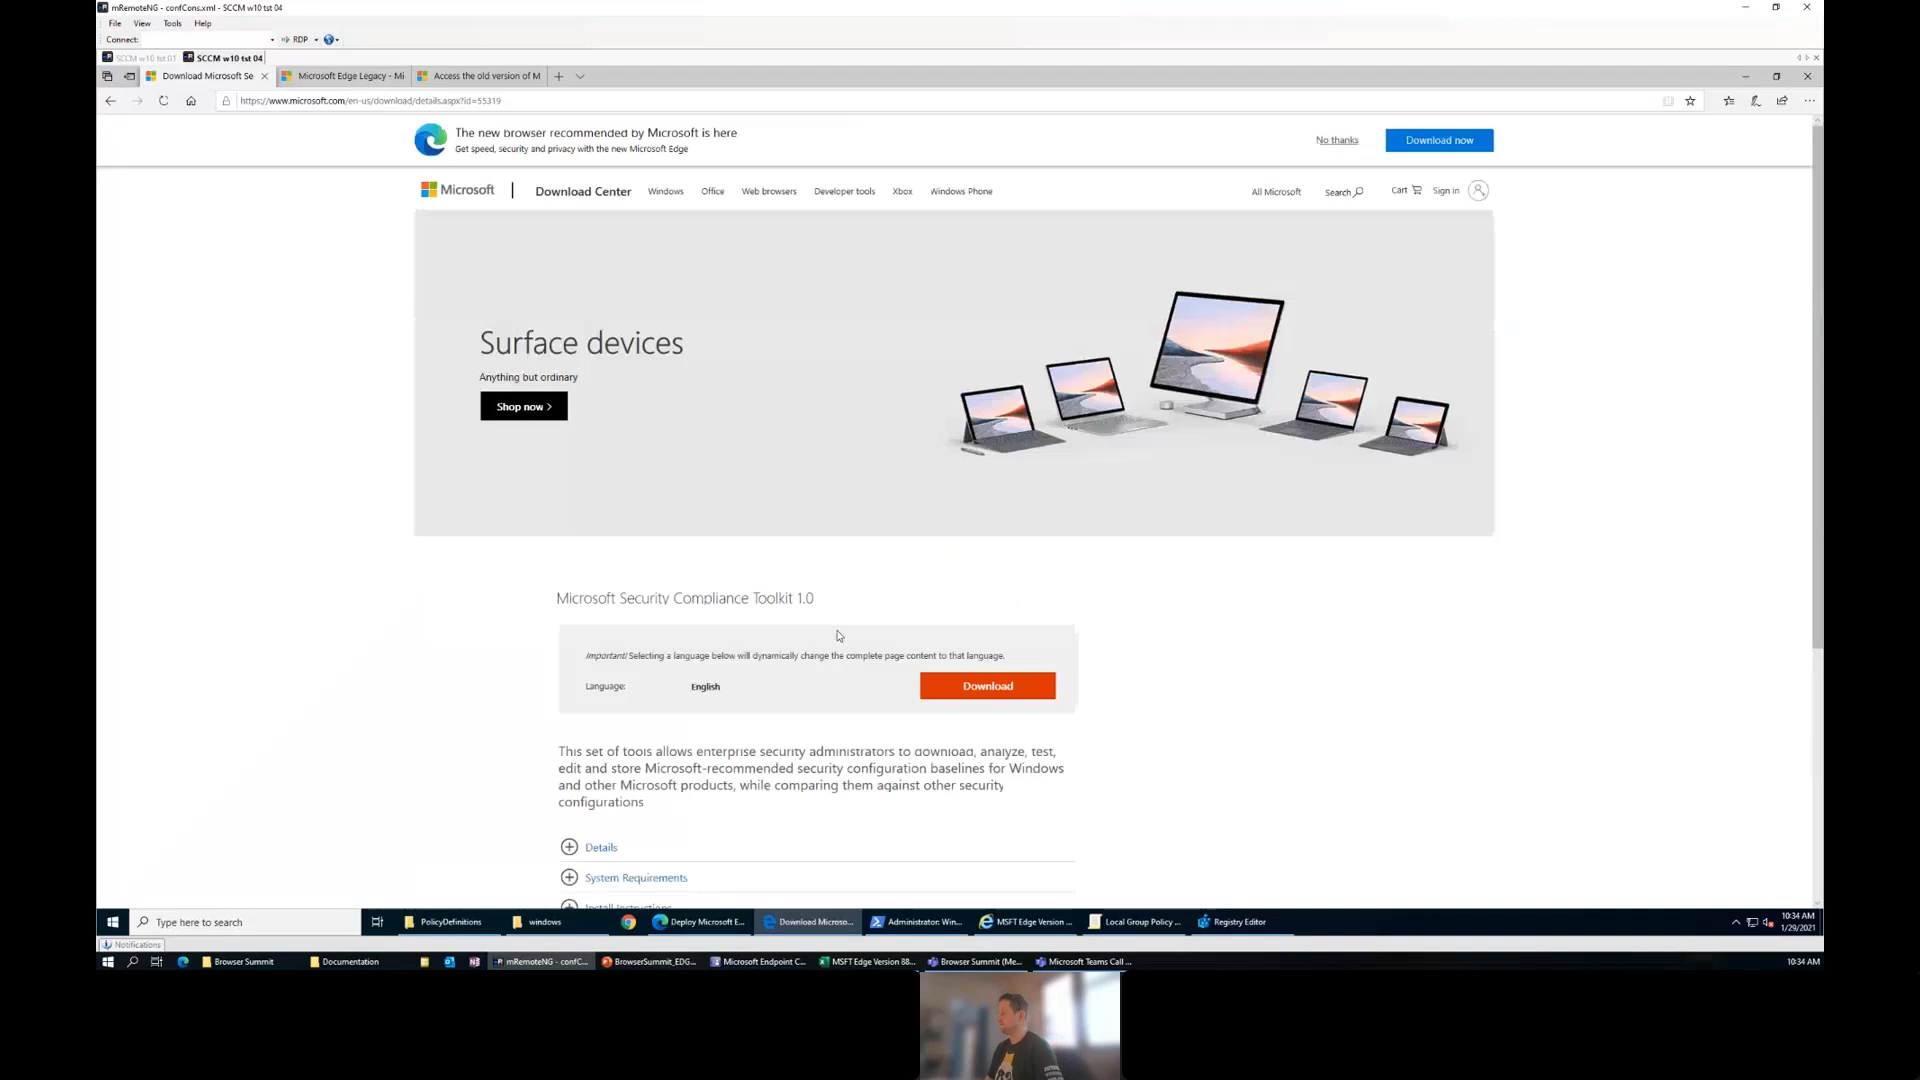 mRemoteNG - confCons.xml - SCCM w10 tst 04
File View Tools Help
Connect: RDP
SCCM w10 tst 01 SCCM w10 tst 04
Download Microsoft Se Microsoft Edge Legacy - Mi Access the old version of M
https://www.microsoft.com/en-us/download/details.aspx?id=55319
The new browser recommended by Microsoft is here
Get speed, security and privacy with the new Microsoft Edge
No thanks
Download now
Microsoft Download Center Windows Office Web browsers Developer tools Xbox Windows Phone All Microsoft Search Cart Sign in
Surface devices
Anything but ordinary
Shop now >
Microsoft Security Compliance Toolkit 1.0
Important! Selecting a language below will dynamically change the complete page content to that language.
Language: English Download
This set of tools allows enterprise security administrators to download, analyze, test,
edit and store Microsoft-recommended security configuration baselines for Windows
and other Microsoft products, while comparing them against other security
configurations
Details
System Requirements
Install Instructions
Type here to search PolicyDefinitions windows Deploy Microsoft E... Download Microso... Administrator: Win... MSFT Edge Version ... Local Group Policy ... Registry Editor 10:34 AM
1/29/2021
Notifications
Browser Summit Documentation mRemoteNG - confC... BrowserSummit_EDG... Microsoft Endpoint C... MSFT Edge Version 88... Browser Summit (Me... Microsoft Teams Call ... 10:34 AM